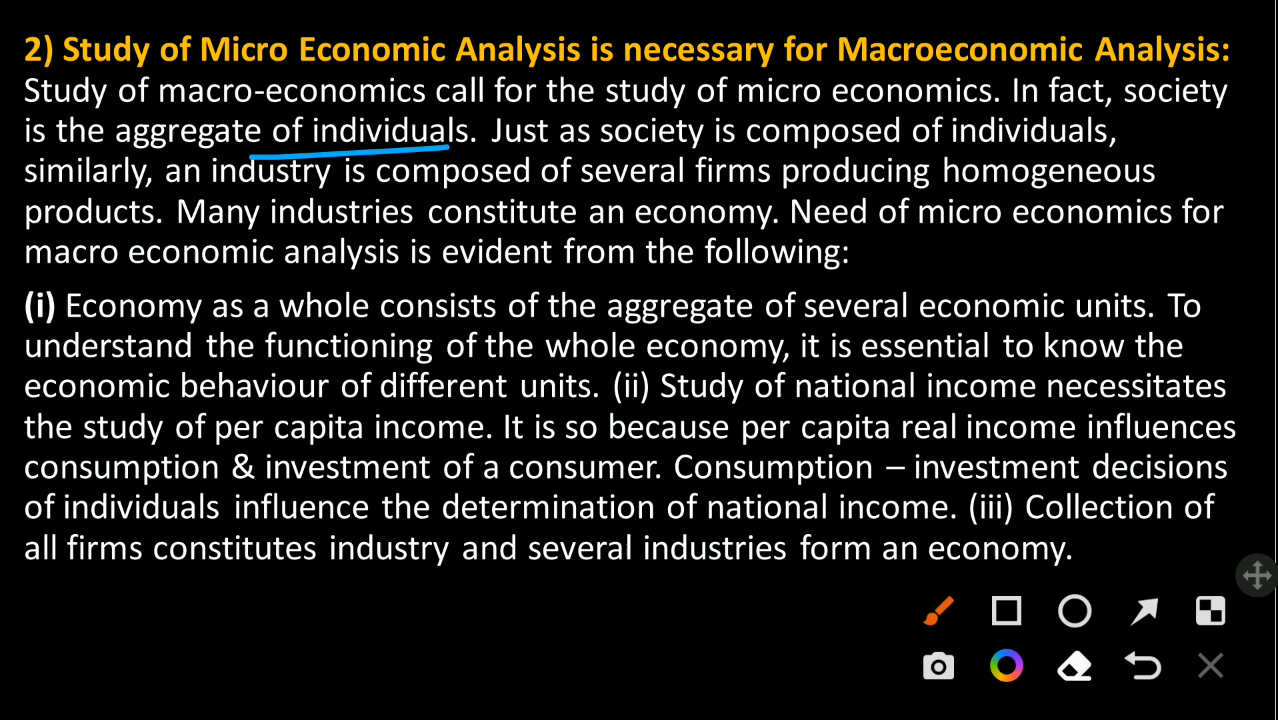 2) Study of Micro Economic Analysis is necessary for Macroeconomic Analysis:
Study of macro-economics call for the study of micro economics. In fact, society
is the aggregate of individuals. Just as society is composed of individuals,
similarly, an industry is composed of several firms producing homogeneous
products. Many industries constitute an economy. Need of micro economics for
macro economic analysis is evident from the following:
(i) Economy as a whole consists of the aggregate of several economic units. To
understand the functioning of the whole economy, it is essential to know the
economic behaviour of different units. (ii) Study of national income necessitates
the study of per capita income. It is so because per capita real income influences
consumption & investment of a consumer. Consumption – investment decisions
of individuals influence the determination of national income. (iii) Collection of
all firms constitutes industry and several industries form an economy.